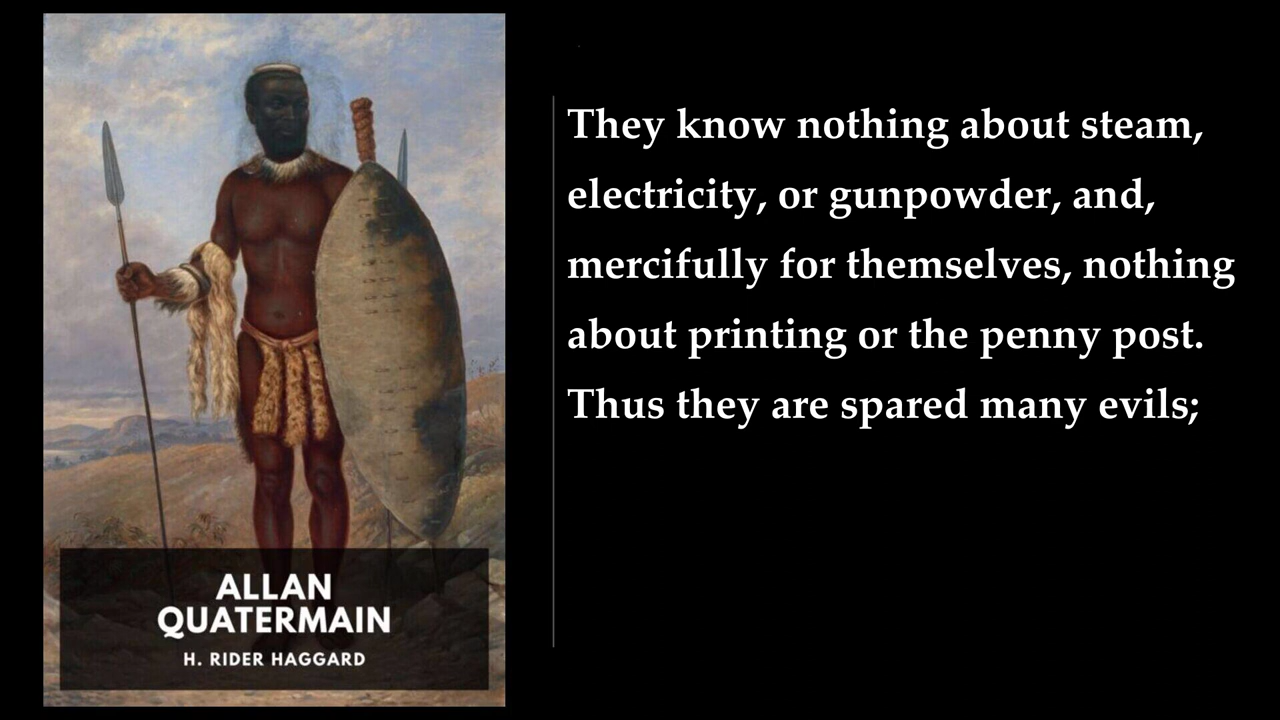 ALLAN
QUATERMAIN
H. RIDER HAGGARD
They know nothing about steam,
electricity, or gunpowder, and,
mercifully for themselves, nothing
about printing or the penny post.
Thus they are spared many evils;